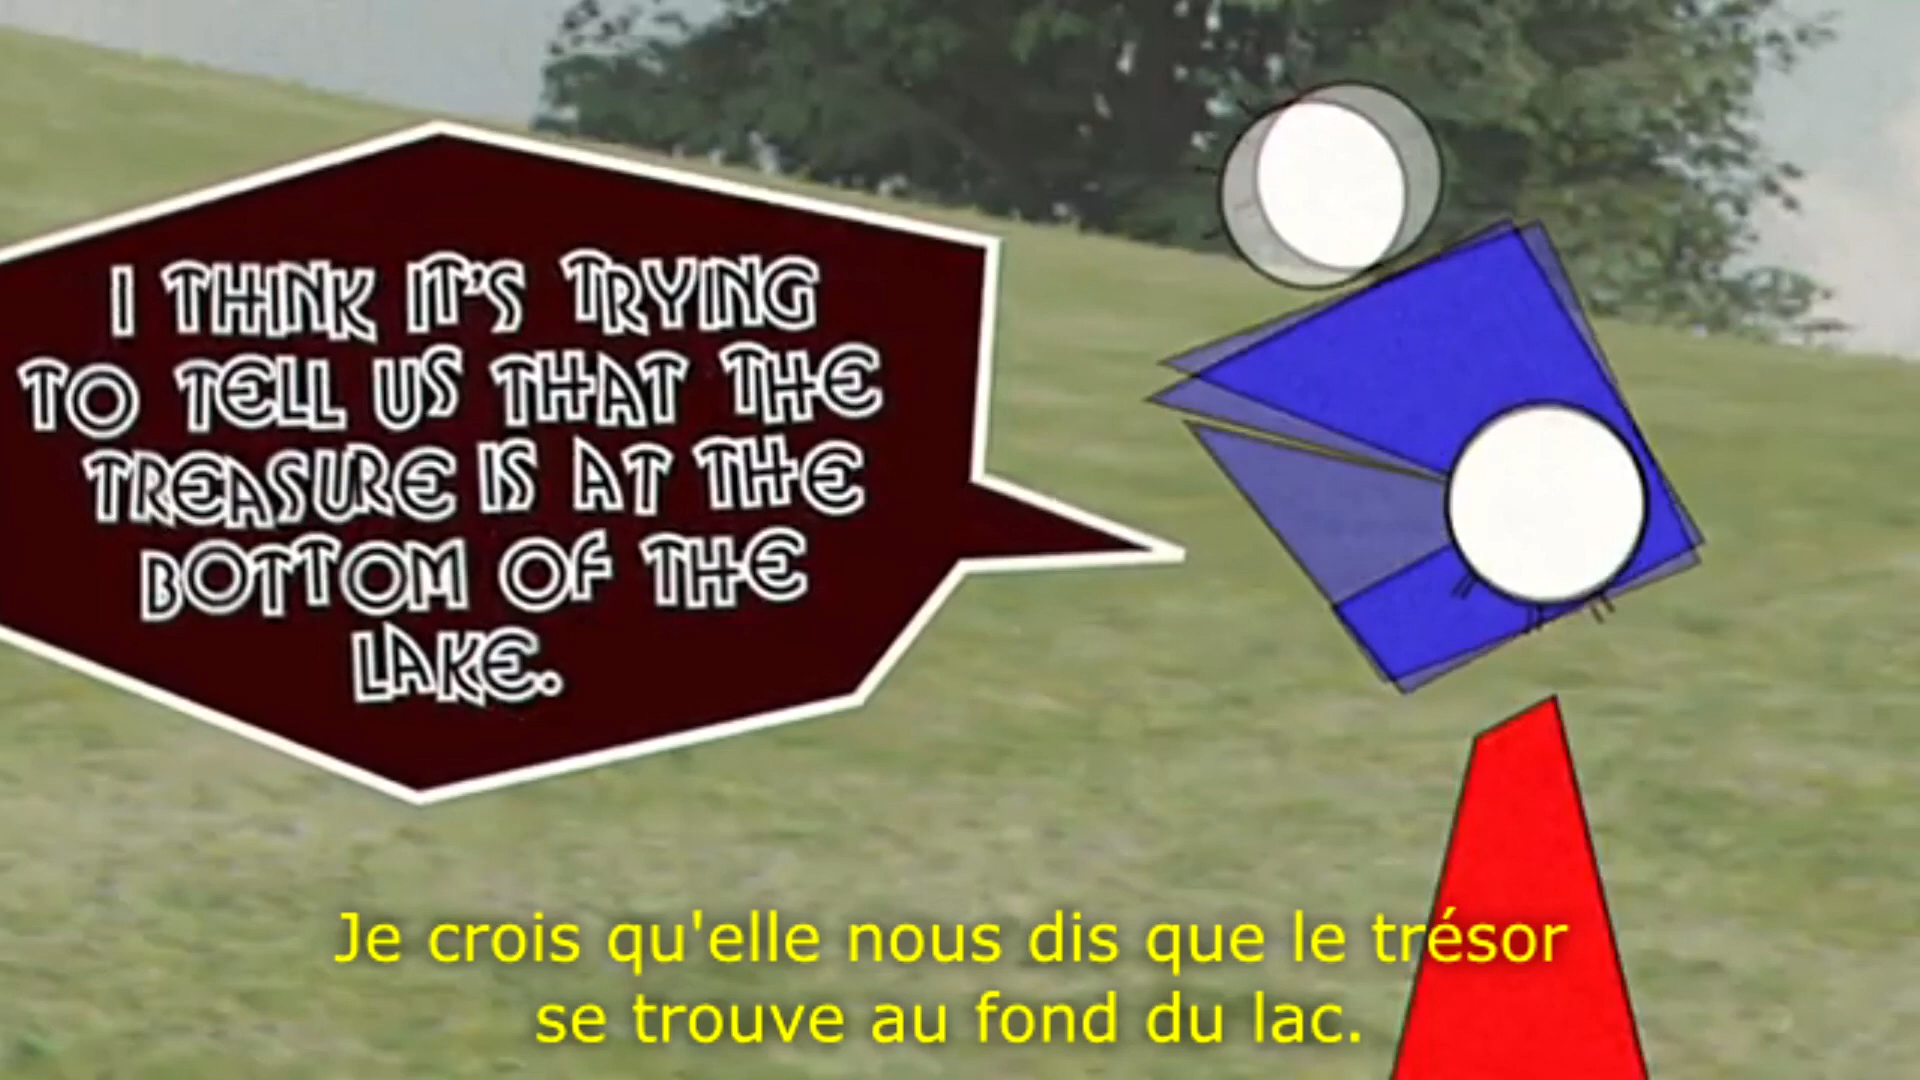 I THINK IT'S TRYING
TO TELL US THAT THE
TREASURE IS AT THE
BOTTOM OF THE
LAKE.
Je crois qu'elle nous dis que le trésor
se trouve au fond du lac.